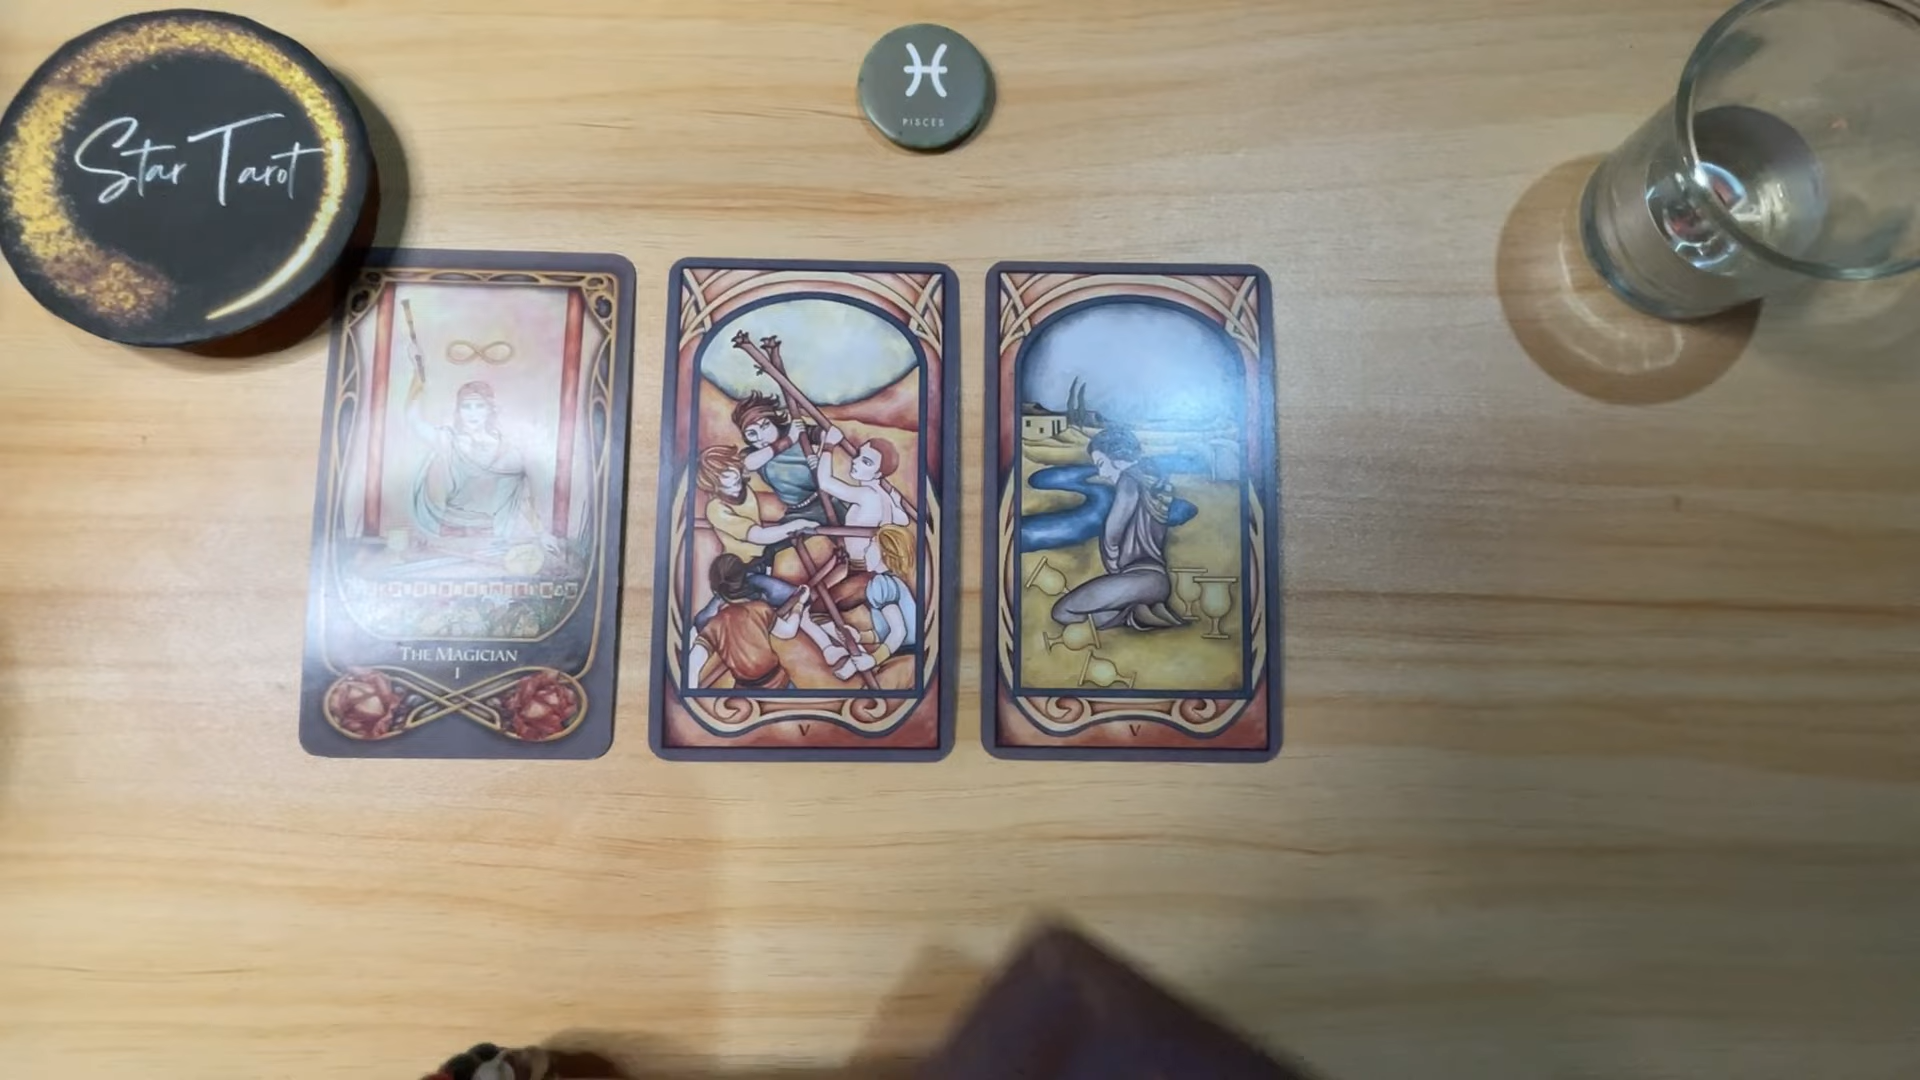 Star Tarot
PISCES
THE MAGICIAN
I
V
V